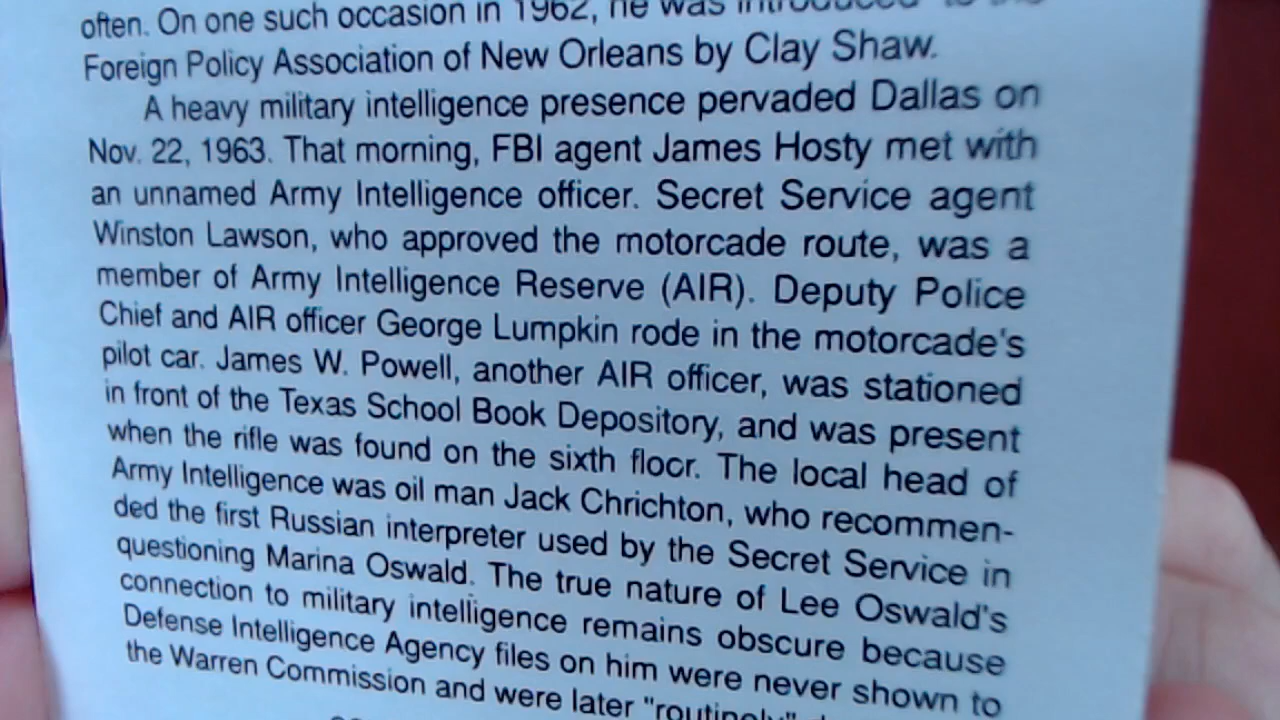 often. On one such occasion in 1962, he was introduced to the
Foreign Policy Association of New Orleans by Clay Shaw.
A heavy military intelligence presence pervaded Dallas on
Nov. 22, 1963. That morning, FBI agent James Hosty met with
an unnamed Army Intelligence officer. Secret Service agent
Winston Lawson, who approved the motorcade route, was a
member of Army Intelligence Reserve (AIR). Deputy Police
Chief and AIR officer George Lumpkin rode in the motorcade's
pilot car. James W. Powell, another AIR officer, was stationed
in front of the Texas School Book Depository, and was present
when the rifle was found on the sixth floor. The local head of
Army Intelligence was oil man Jack Chrichton, who recommen-
ded the first Russian interpreter used by the Secret Service in
questioning Marina Oswald. The true nature of Lee Oswald's
connection to military intelligence remains obscure because
Defense Intelligence Agency files on him were never shown to
the Warren Commission and were later "routinely"